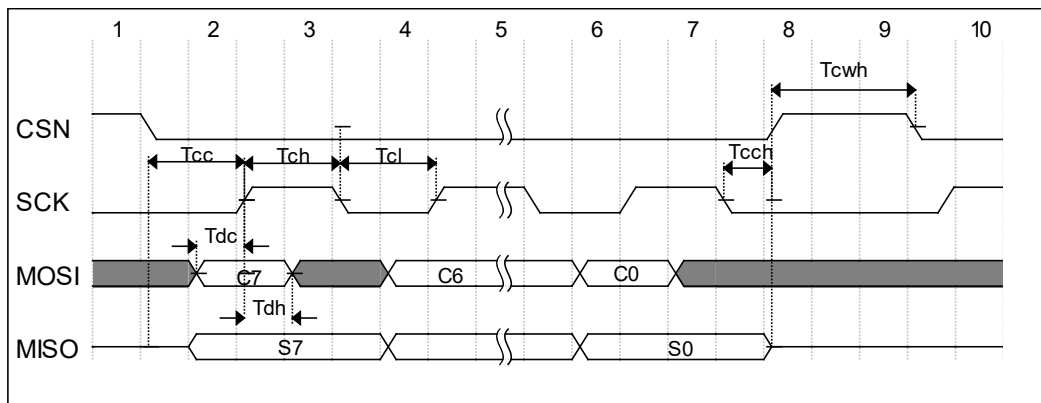 1 2 3 4 5 6 7 8 9 10
Tcwh
CSN
Tcc Tch Tcl Tcch
SCK
Tdc
MOSI C7 C6 C0
Tdh
MISO S7 S0